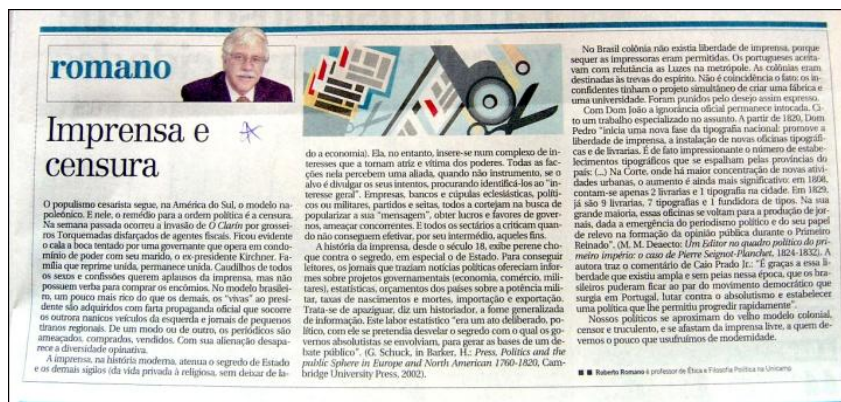 romano
Imprensa e
censura
O populismo cesarista segue, na América do Sul, o modelo na-
poleônico. E nele, o remédio para a ordem política é a censura.
Na semana passada ocorreu a invasão de O Clarín por grossei-
ros Torquemadas disfarçados de agentes fiscais. Ficou evidente
o cala a boca tentado por uma governante que opera em condo-
mínio de poder com seu marido, o ex-presidente Kirchner. Fa-
mília que reprime unida, permanece unida. Caudilhos de todos
os sexos e confissões querem aplausos da imprensa, mas não
possuem verba para comprar os encômios. No modelo brasilei-
ro, um pouco mais rico do que os demais, os "vivas" ao presi-
dente são adquiridos com farta propaganda oficial que socorre
os outrora nanicos veículos da esquerda e jornais de pequenos
tiranos regionais. De um modo ou de outro, os periódicos são
ameaçados, comprados, vendidos. Com sua alienação desapa-
rece a diversidade opinativa.
A imprensa, na história moderna, atenua o segredo de Estado
e os demais sigilos (da vida privada à religiosa, sem deixar de la-
do a economia). Ela, no entanto, insere-se num complexo de in-
teresses que a tornam atriz e vítima dos poderes. Todas as fac-
ções nela percebem uma aliada, quando não instrumento, se o
alvo é divulgar os seus intentos, procurando identificá-los ao "in-
teresse geral". Empresas, bancos e cúpulas eclesiásticas, políti-
cos ou militares, partidos e seitas, todos a cortejam na busca de
popularizar a sua "mensagem", obter lucros e favores de gover-
nos, ameaçar concorrentes. E todos os sectários a criticam quan-
do não conseguem efetivar, por seu intermédio, aqueles fins.
A história da imprensa, desde o século 18, exibe perene cho-
que contra o segredo, em especial o de Estado. Para conseguir
leitores, os jornais que traziam notícias políticas ofereciam infor-
mes sobre projetos governamentais (economia, comércio, mili-
tares), estatísticas, orçamentos dos países sobre a potência mili-
tar, taxas de nascimentos e mortes, importação e exportação.
Trata-se de apaziguar, diz um historiador, a fome generalizada
de informação. Este labor estatístico "era um ato deliberado, po-
lítico, com ele se pretendia desvelar o segredo com o qual os go-
vernos absolutistas se envolviam, para gerar as bases de um de-
bate público". (G. Schuck, in Barker, H.: Press, Politics and the
public Sphere in Europe and North American 1760-1820, Cam-
bridge University Press, 2002).
No Brasil colônia não existia liberdade de imprensa, porque
sequer as impressoras eram permitidas. Os portugueses aceita-
vam com relutância as Luzes na metrópole. As colônias eram
destinadas às trevas do espírito. Não é coincidência o fato: os in-
confidentes tinham o projeto simultâneo de criar uma fábrica e
uma universidade. Foram punidos pelo desejo assim expresso.
Com Dom João a ignorância oficial permanece intocada. Ci-
to um trabalho especializado no assunto. A partir de 1820, Dom
Pedro "inicia uma nova fase da tipografia nacional: promove a
liberdade de imprensa, a instalação de novas oficinas tipográfi-
cas e de livrarias. É de fato impressionante o número de estabe-
lecimentos tipográficos que se espalham pelas províncias do
país: (...) Na Corte, onde há maior concentração de novas ativi-
dades urbanas, o aumento é ainda mais significativo: em 1808,
contam-se apenas 2 livrarias e 1 tipografia na cidade. Em 1829,
já são 9 livrarias, 7 tipografias e 1 fundidora de tipos. Na sua
grande maioria, essas oficinas se voltam para a produção de jor-
nais, dada a emergência do periodismo político e do seu papel
de relevo na formação da opinião pública durante o Primeiro
Reinado". (M. M. Deaecto: Um Editor no quadro político do pri-
meiro império: o caso de Pierre Seignot-Planchet, 1824-1832). A
autora traz o comentário de Caio Prado Jr.: "É graças a essa li-
berdade que existiu ampla e sem peias nessa época, que os bra-
sileiros puderam ficar ao par do movimento democrático que
surgia em Portugal, lutar contra o absolutismo e estabelecer
uma política que lhe permitiu progredir rapidamente".
Nossos políticos se aproximam do velho modelo colonial,
censor e truculento, e se afastam da imprensa livre, a quem de-
vemos o pouco que usufruímos de modernidade.
Roberto Romano é professor de Ética e Filosofia Política na Unicamp